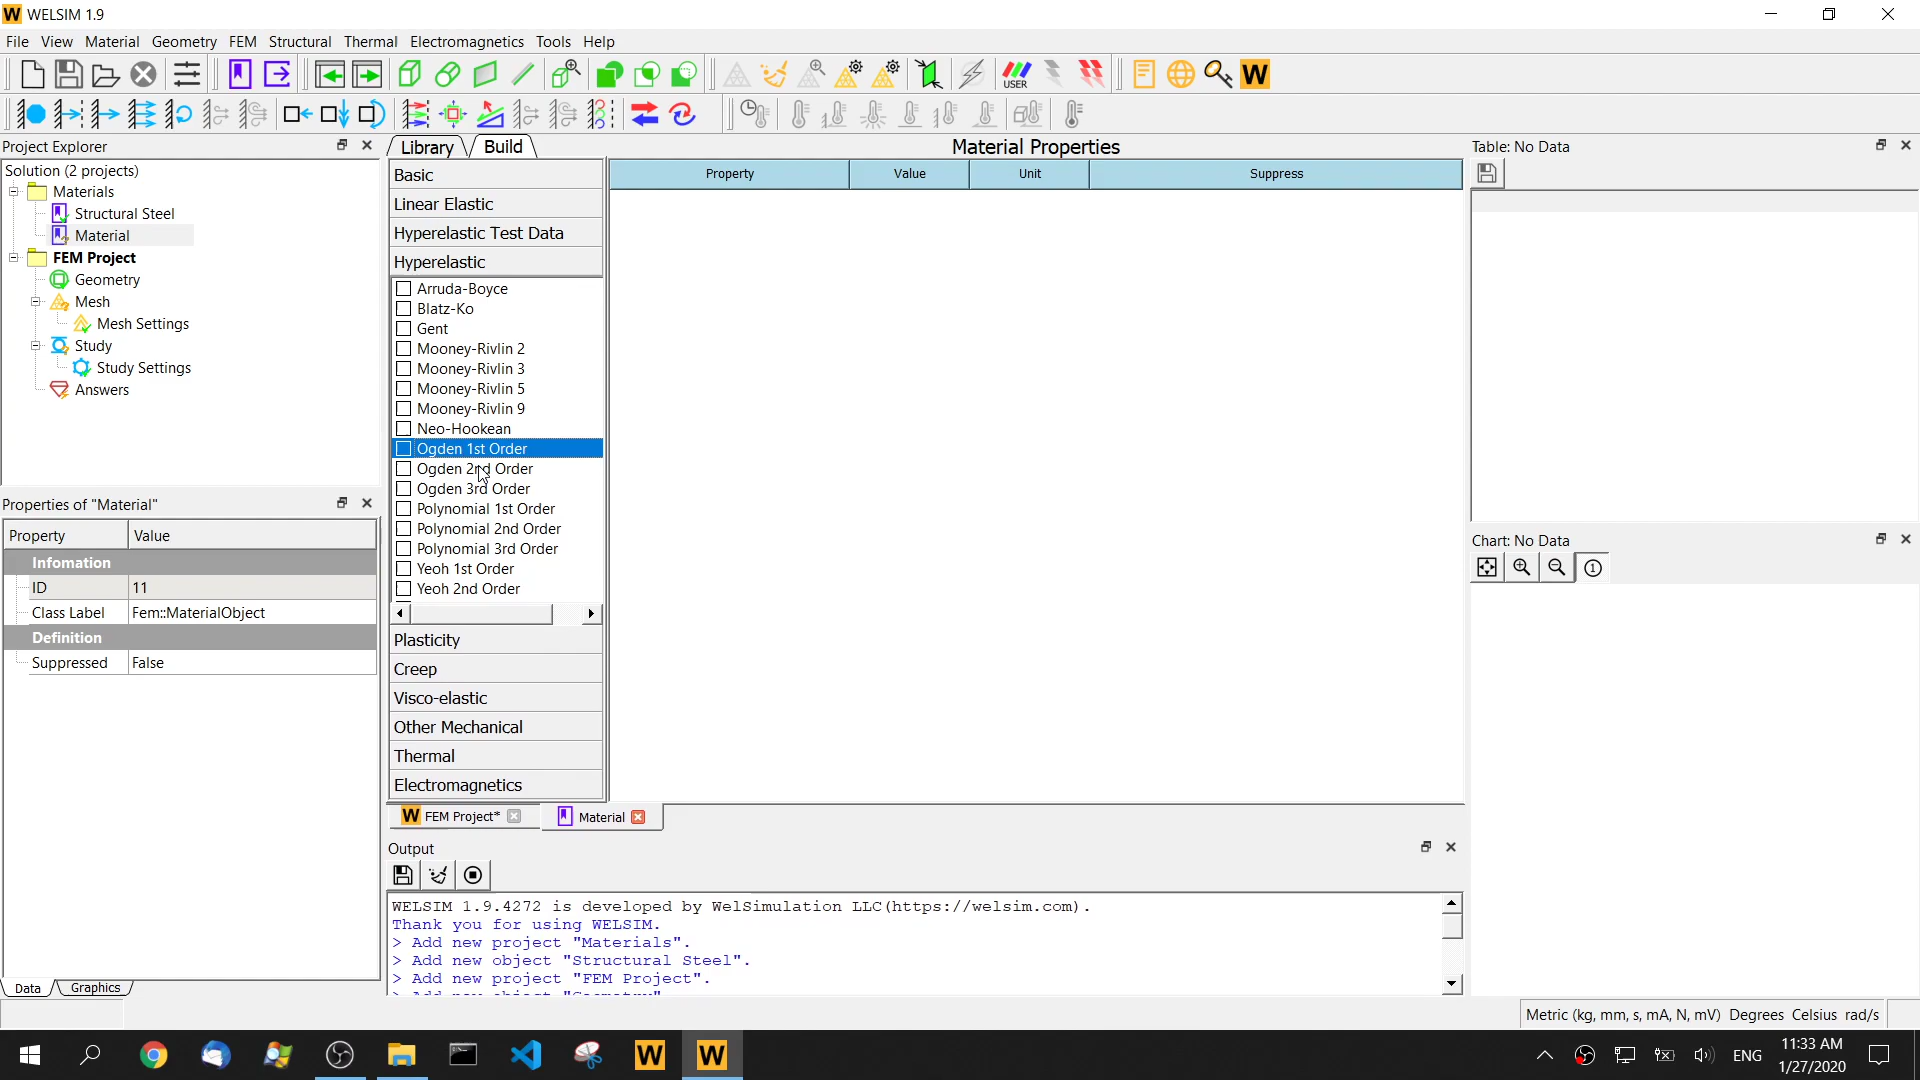 WELSIM 1.9
File View Material Geometry FEM Structural Thermal Electromagnetics Tools Help
USER
W
Project Explorer
Solution (2 projects)
Materials
Structural Steel
Material
FEM Project
Geometry
Mesh
Mesh Settings
Study
Study Settings
Answers
Properties of "Material"
Property Value
Infomation
ID 11
Class Label Fem::MaterialObject
Definition
Suppressed False
Data Graphics
Library Build
Basic
Linear Elastic
Hyperelastic Test Data
Hyperelastic
Arruda-Boyce
Blatz-Ko
Gent
Mooney-Rivlin 2
Mooney-Rivlin 3
Mooney-Rivlin 5
Mooney-Rivlin 9
Neo-Hookean
Ogden 1st Order
Ogden 2nd Order
Ogden 3rd Order
Polynomial 1st Order
Polynomial 2nd Order
Polynomial 3rd Order
Yeoh 1st Order
Yeoh 2nd Order
Plasticity
Creep
Visco-elastic
Other Mechanical
Thermal
Electromagnetics
Material Properties
Property Value Unit Suppress
FEM Project* Material
Output
WELSIM 1.9.4272 is developed by WelSimulation LLC(https://welsim.com).
Thank you for using WELSIM.
> Add new project "Materials".
> Add new object "Structural Steel".
> Add new project "FEM Project".
> Add new object "Geometry".
Table: No Data
Chart: No Data
Metric (kg, mm, s, mA, N, mV) Degrees Celsius rad/s
ENG
11:33 AM
1/27/2020